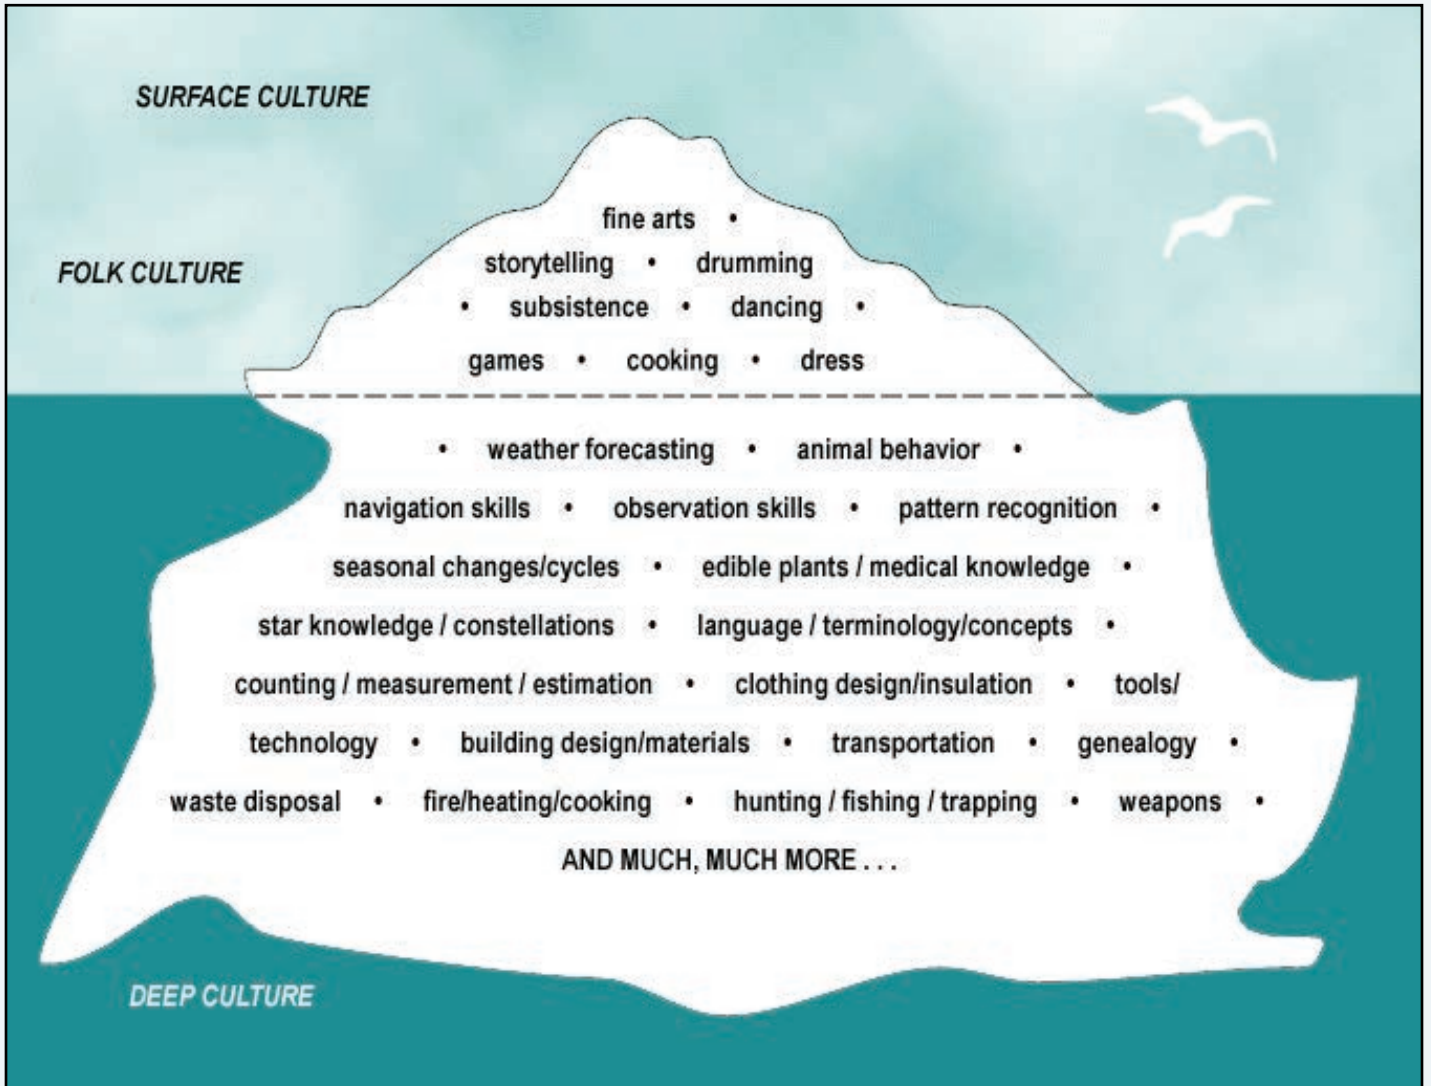 SURFACE CULTURE
fine arts •
FOLK CULTURE
storytelling • drumming
• subsistence • dancing •
games • cooking • dress
• weather forecasting • animal behavior •
navigation skills • observation skills • pattern recognition •
seasonal changes/cycles • edible plants / medical knowledge •
star knowledge / constellations • language / terminology/concepts •
counting / measurement / estimation • clothing design/insulation • tools/
technology • building design/materials • transportation • genealogy •
waste disposal • fire/heating/cooking • hunting / fishing / trapping • weapons •
AND MUCH, MUCH MORE . . .
DEEP CULTURE